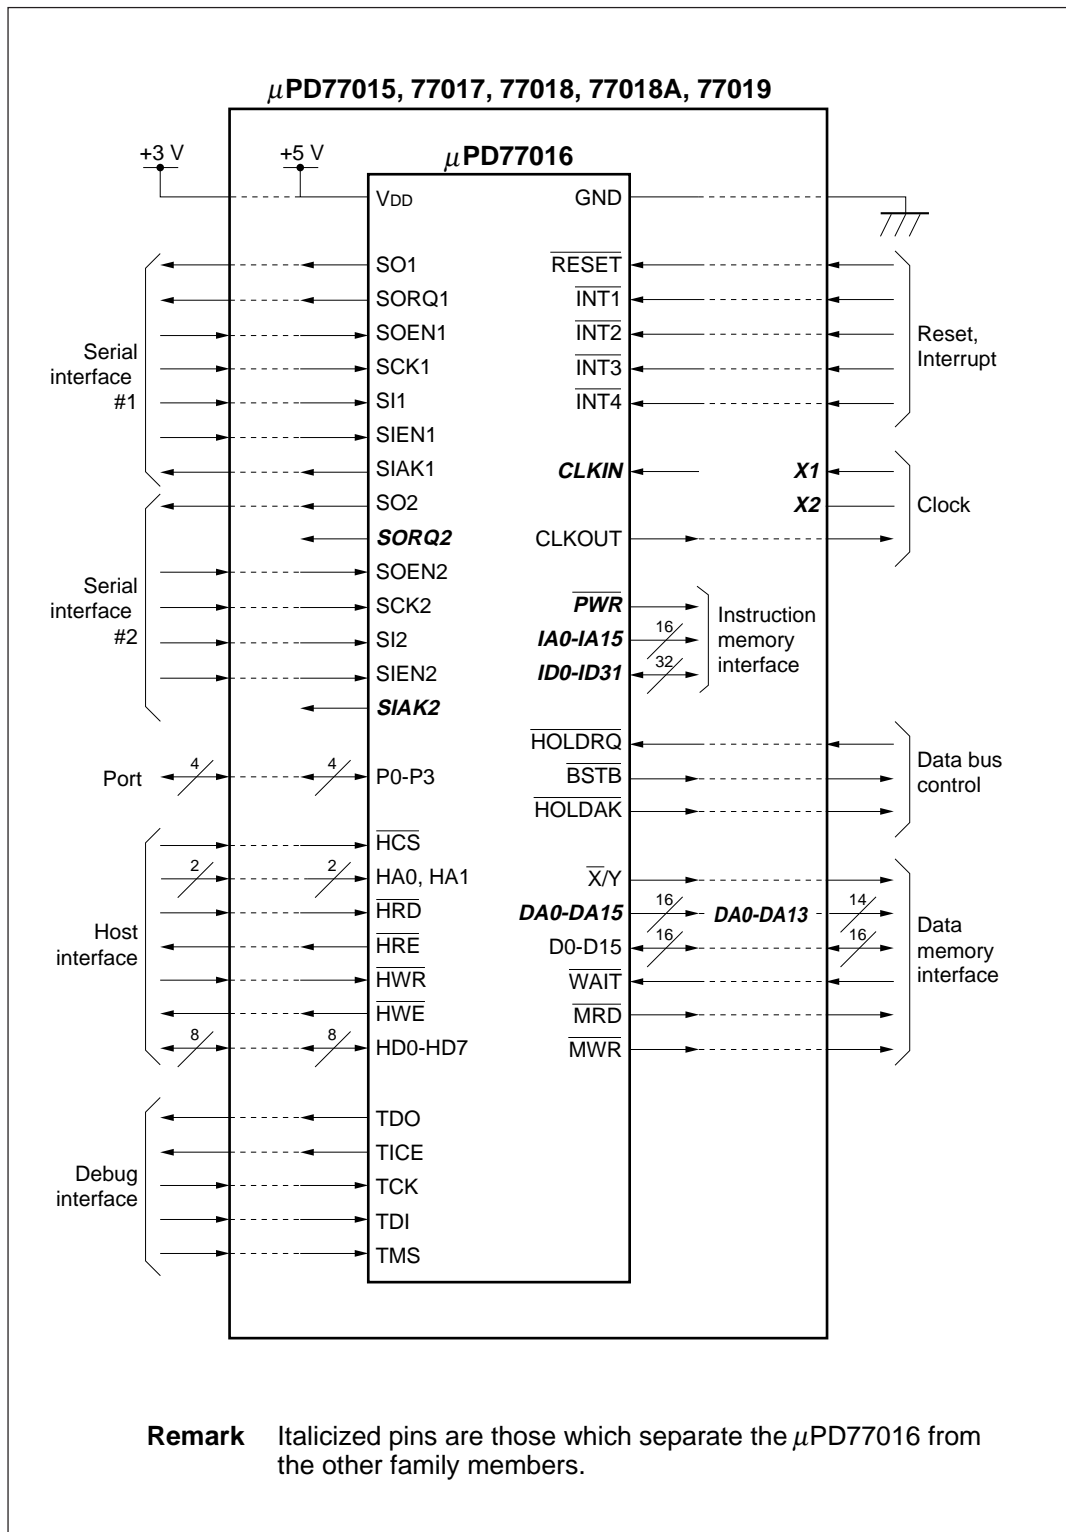 μPD77015, 77017, 77018, 77018A, 77019
+3 V
+5 V
μPD77016
VDD
GND
Serial
interface
#1
SO1
SORQ1
SOEN1
SCK1
SI1
SIEN1
SIAK1
Serial
interface
#2
SO2
SORQ2
SOEN2
SCK2
SI2
SIEN2
SIAK2
Port
4
4
P0-P3
Host
interface
HCS
2
2
HA0, HA1
HRD
HRE
HWR
HWE
8
8
HD0-HD7
Debug
interface
TDO
TICE
TCK
TDI
TMS
RESET
INT1
INT2
INT3
INT4
Reset,
Interrupt
CLKIN
X1
X2
CLKOUT
Clock
PWR
IA0-IA15
16
ID0-ID31
32
Instruction
memory
interface
HOLDRQ
BSTB
HOLDAK
Data bus
control
X/Y
DA0-DA15
16
DA0-DA13
14
D0-D15
16
16
WAIT
MRD
MWR
Data
memory
interface
Remark Italicized pins are those which separate the μPD77016 from
the other family members.